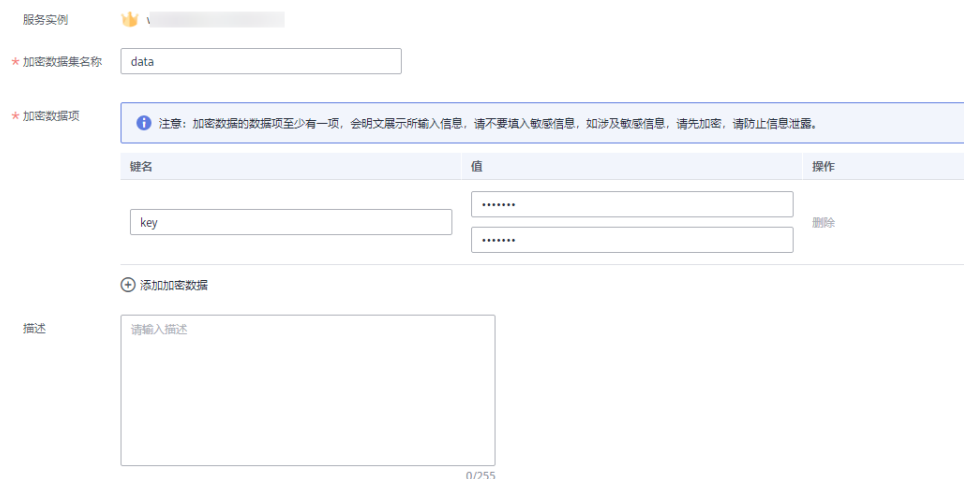 服务实例
* 加密数据集名称 data
* 加密数据项
注意：加密数据的数据项至少有一项，会明文展示所输入信息，请不要填入敏感信息，如涉及敏感信息，请先加密，请防止信息泄露。
键名 值 操作
•••••••
key 删除
•••••••
添加加密数据
描述 请输入描述
0/255